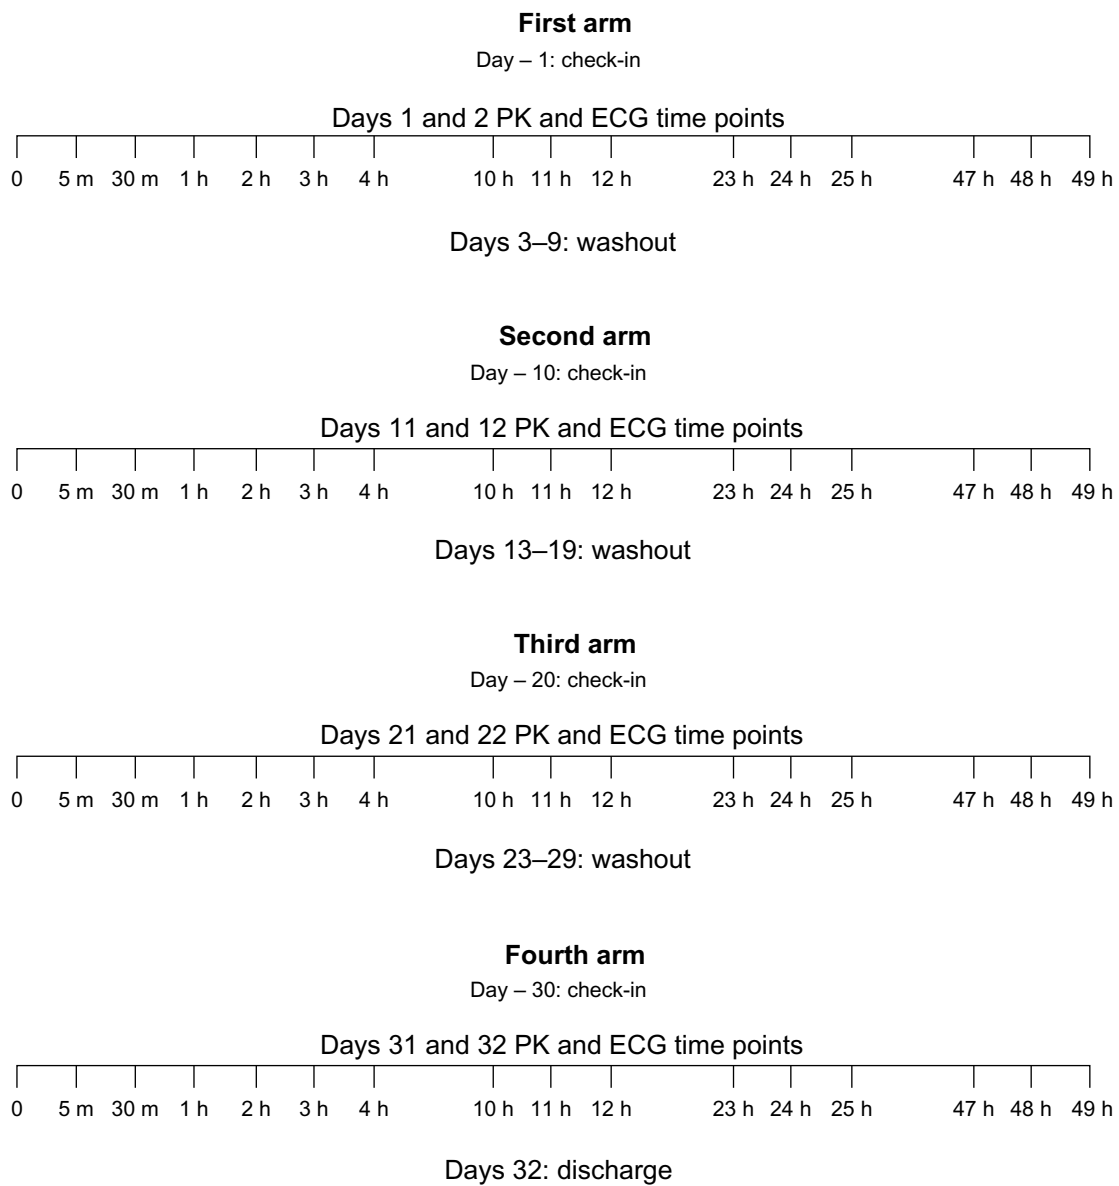 First arm
Day – 1: check-in
Days 1 and 2 PK and ECG time points
0 5 m 30 m 1 h 2 h 3 h 4 h 10 h 11 h 12 h 23 h 24 h 25 h 47 h 48 h 49 h
Days 3–9: washout
Second arm
Day – 10: check-in
Days 11 and 12 PK and ECG time points
0 5 m 30 m 1 h 2 h 3 h 4 h 10 h 11 h 12 h 23 h 24 h 25 h 47 h 48 h 49 h
Days 13–19: washout
Third arm
Day – 20: check-in
Days 21 and 22 PK and ECG time points
0 5 m 30 m 1 h 2 h 3 h 4 h 10 h 11 h 12 h 23 h 24 h 25 h 47 h 48 h 49 h
Days 23–29: washout
Fourth arm
Day – 30: check-in
Days 31 and 32 PK and ECG time points
0 5 m 30 m 1 h 2 h 3 h 4 h 10 h 11 h 12 h 23 h 24 h 25 h 47 h 48 h 49 h
Days 32: discharge